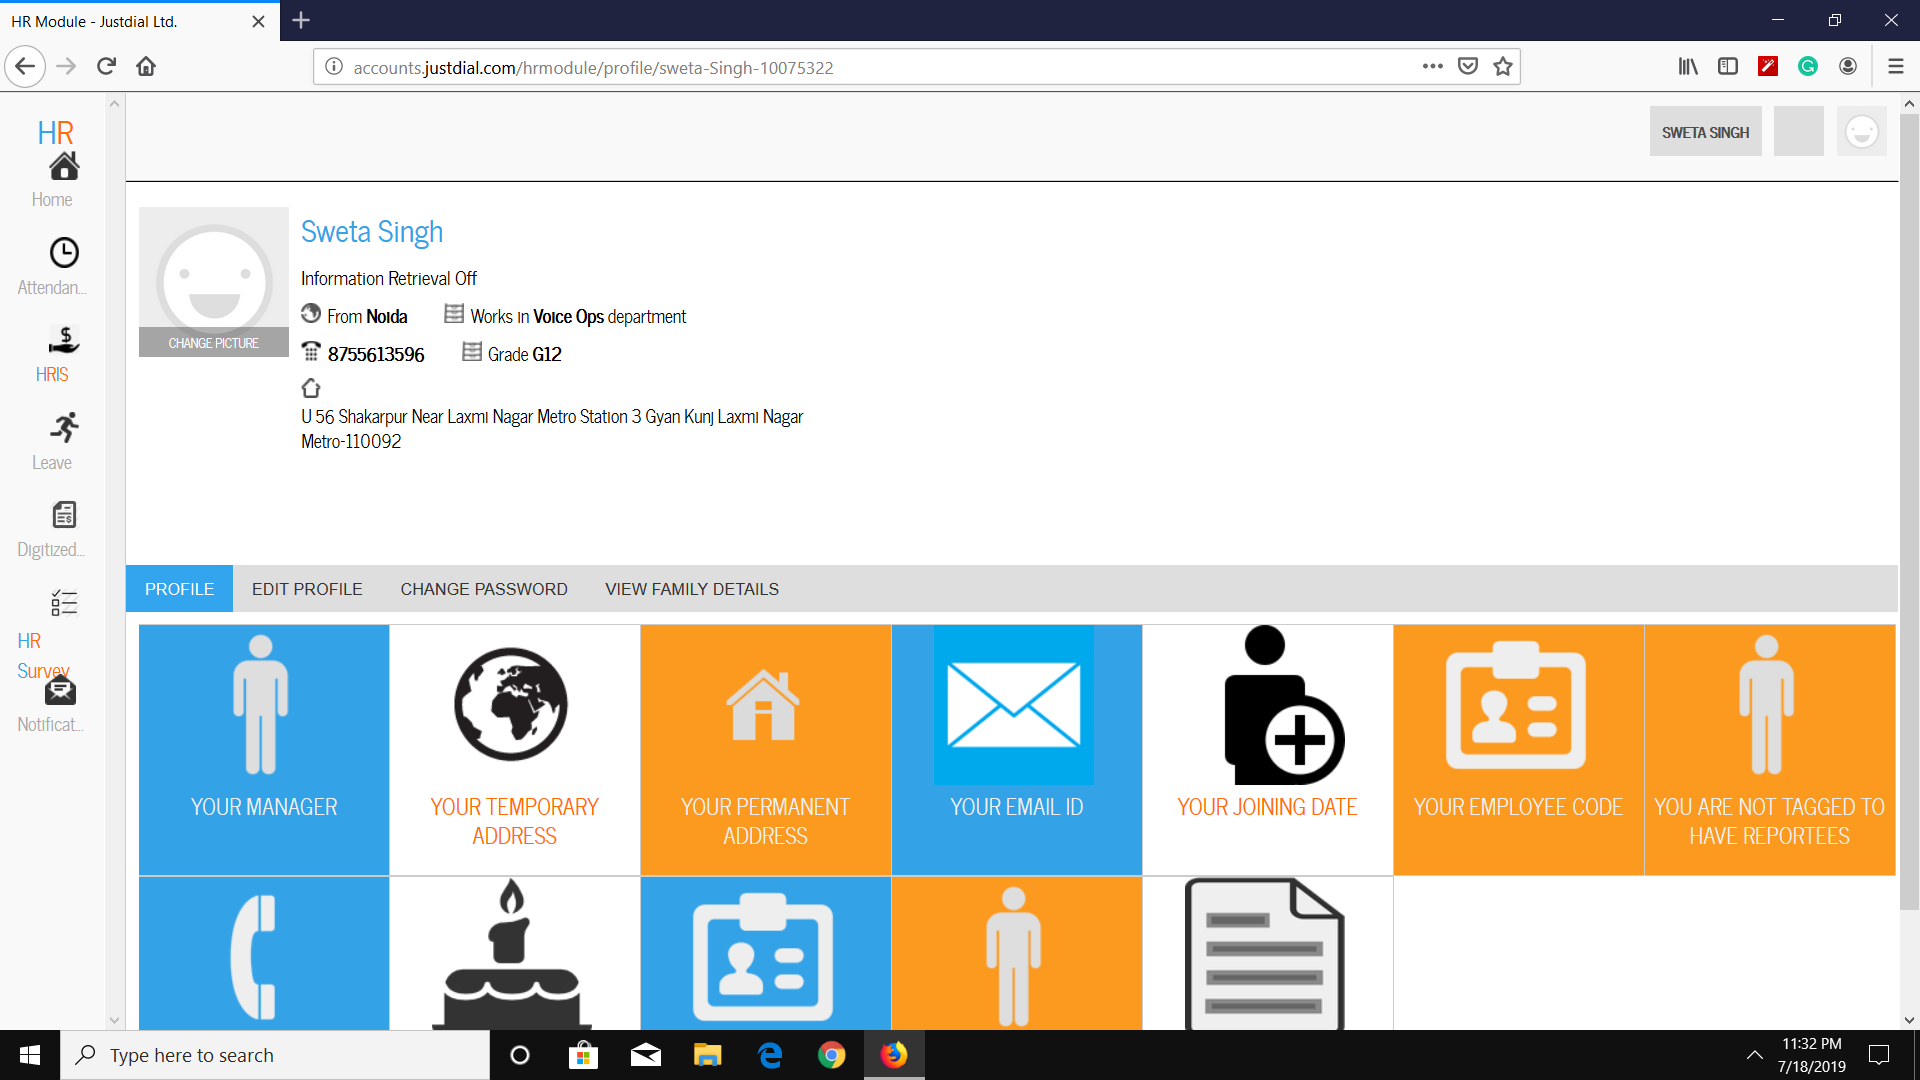 HR Module - Justdial Ltd.
accounts.justdial.com/hrmodule/profile/sweta-Singh-10075322
HR
Home
Attendan...
HRIS
Leave
Digitized...
HR
Survey
Notificat...
SWETA SINGH
CHANGE PICTURE
Sweta Singh
Information Retrieval Off
From Noida Works in Voice Ops department
8755613596 Grade G12
U 56 Shakarpur Near Laxmi Nagar Metro Station 3 Gyan Kunj Laxmi Nagar
Metro-110092
PROFILE EDIT PROFILE CHANGE PASSWORD VIEW FAMILY DETAILS
YOUR MANAGER
YOUR TEMPORARY
ADDRESS
YOUR PERMANENT
ADDRESS
YOUR EMAIL ID
YOUR JOINING DATE
YOUR EMPLOYEE CODE
YOU ARE NOT TAGGED TO
HAVE REPORTEES
Type here to search
11:32 PM
7/18/2019